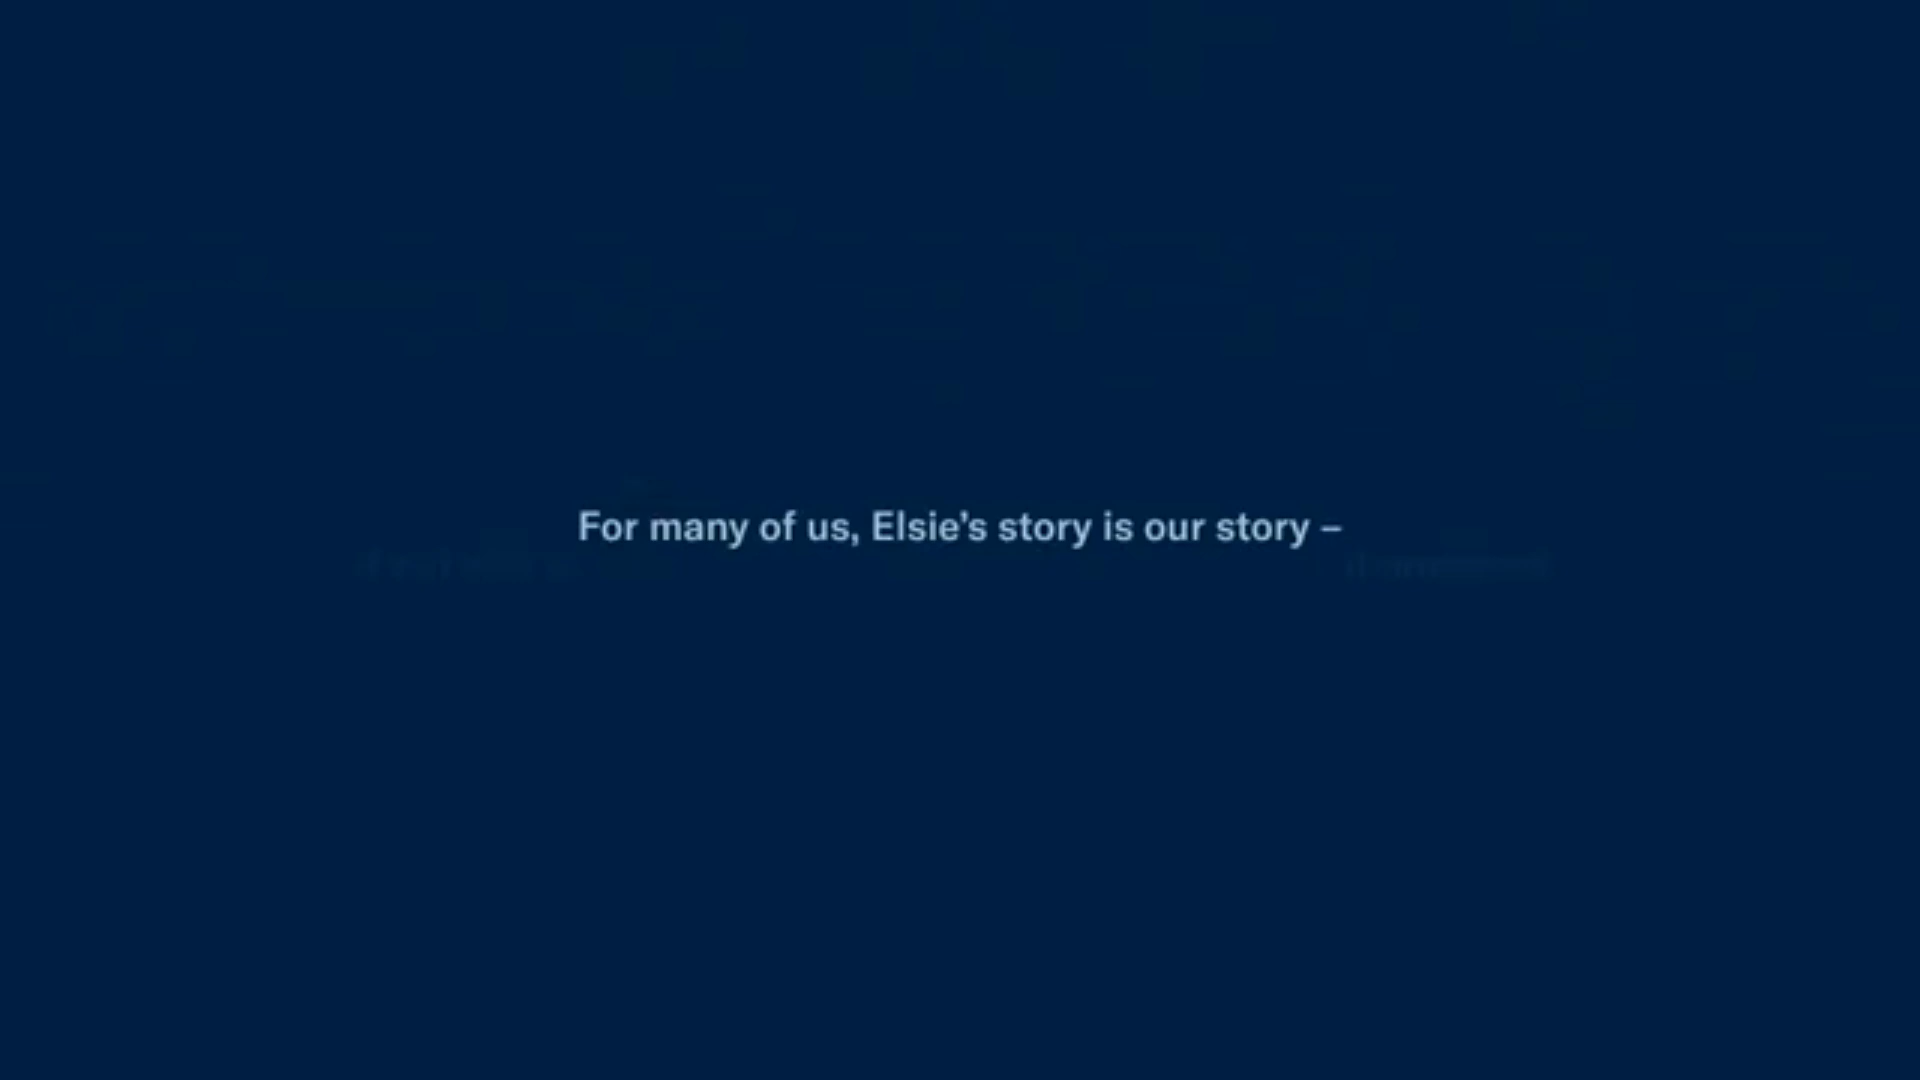 For many of us, Elsie’s story is our story –